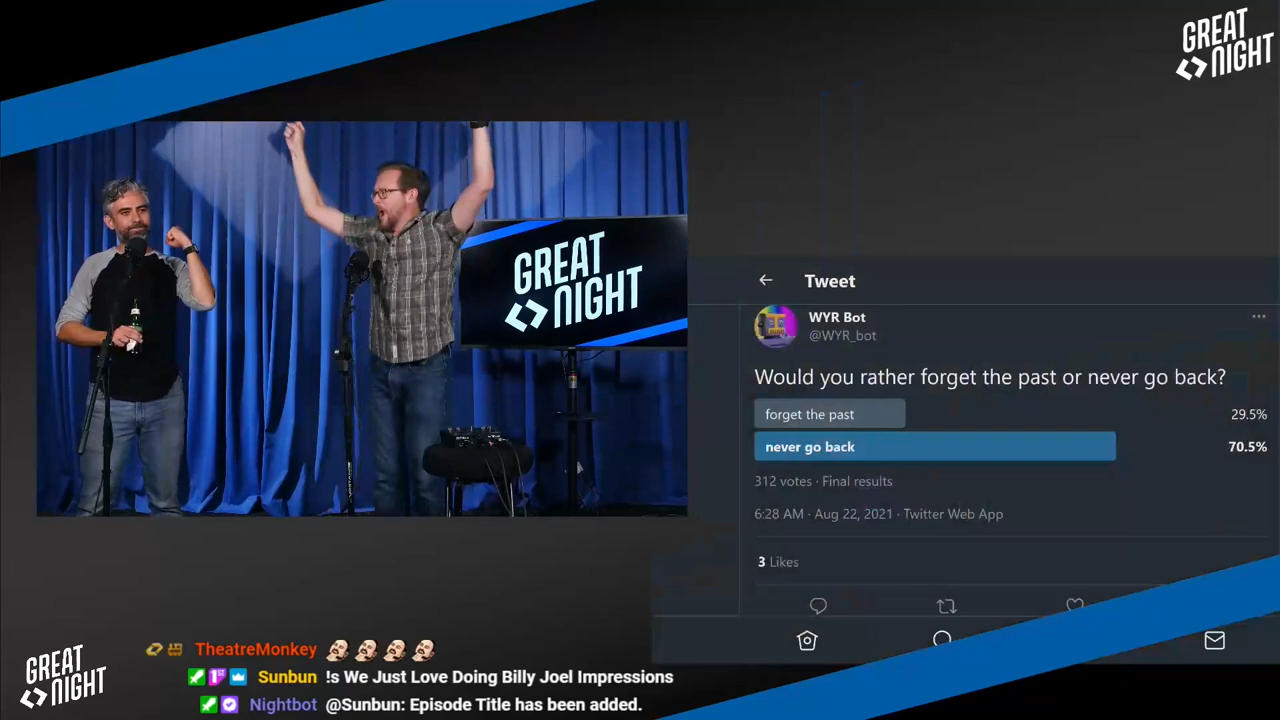 GREAT
NIGHT
GREAT
NIGHT
Tweet
WYR Bot
@WYR_bot
Would you rather forget the past or never go back?
forget the past 29.5%
never go back 70.5%
312 votes · Final results
6:28 AM · Aug 22, 2021 · Twitter Web App
3 Likes
TheatreMonkey
Sunbun !s We Just Love Doing Billy Joel Impressions
Nightbot @Sunbun: Episode Title has been added.
GREAT
NIGHT